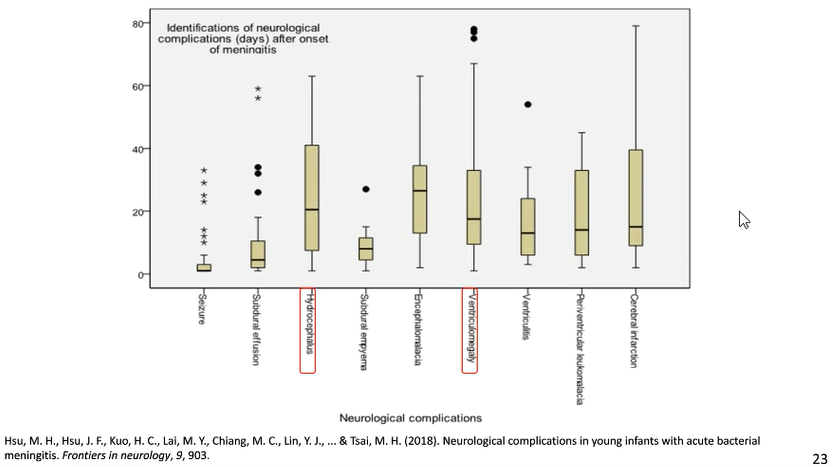 Identifications of neurological
complications (days) after onset
of meningitis
80
60
40
20
0
Seizure
Subdural effusion
Hydrocephalus
Subdural empyema
Encephalomalacia
Ventriculomegaly
Ventriculitis
Periventricular leukomalacia
Cerebral infarction
Neurological complications
Hsu, M. H., Hsu, J. F., Kuo, H. C., Lai, M. Y., Chiang, M. C., Lin, Y. J., ... & Tsai, M. H. (2018). Neurological complications in young infants with acute bacterial
meningitis. Frontiers in neurology, 9, 903.
23